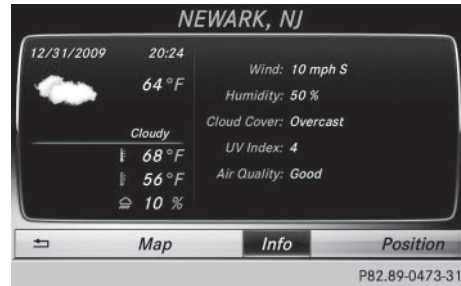 NEWARK, NJ
12/31/2009 20:24
64°F
Cloudy
68°F
56°F
10 %
Wind: 10 mph S
Humidity: 50 %
Cloud Cover: Overcast
UV Index: 4
Air Quality: Good
Map Info Position
P82.89-0473-31